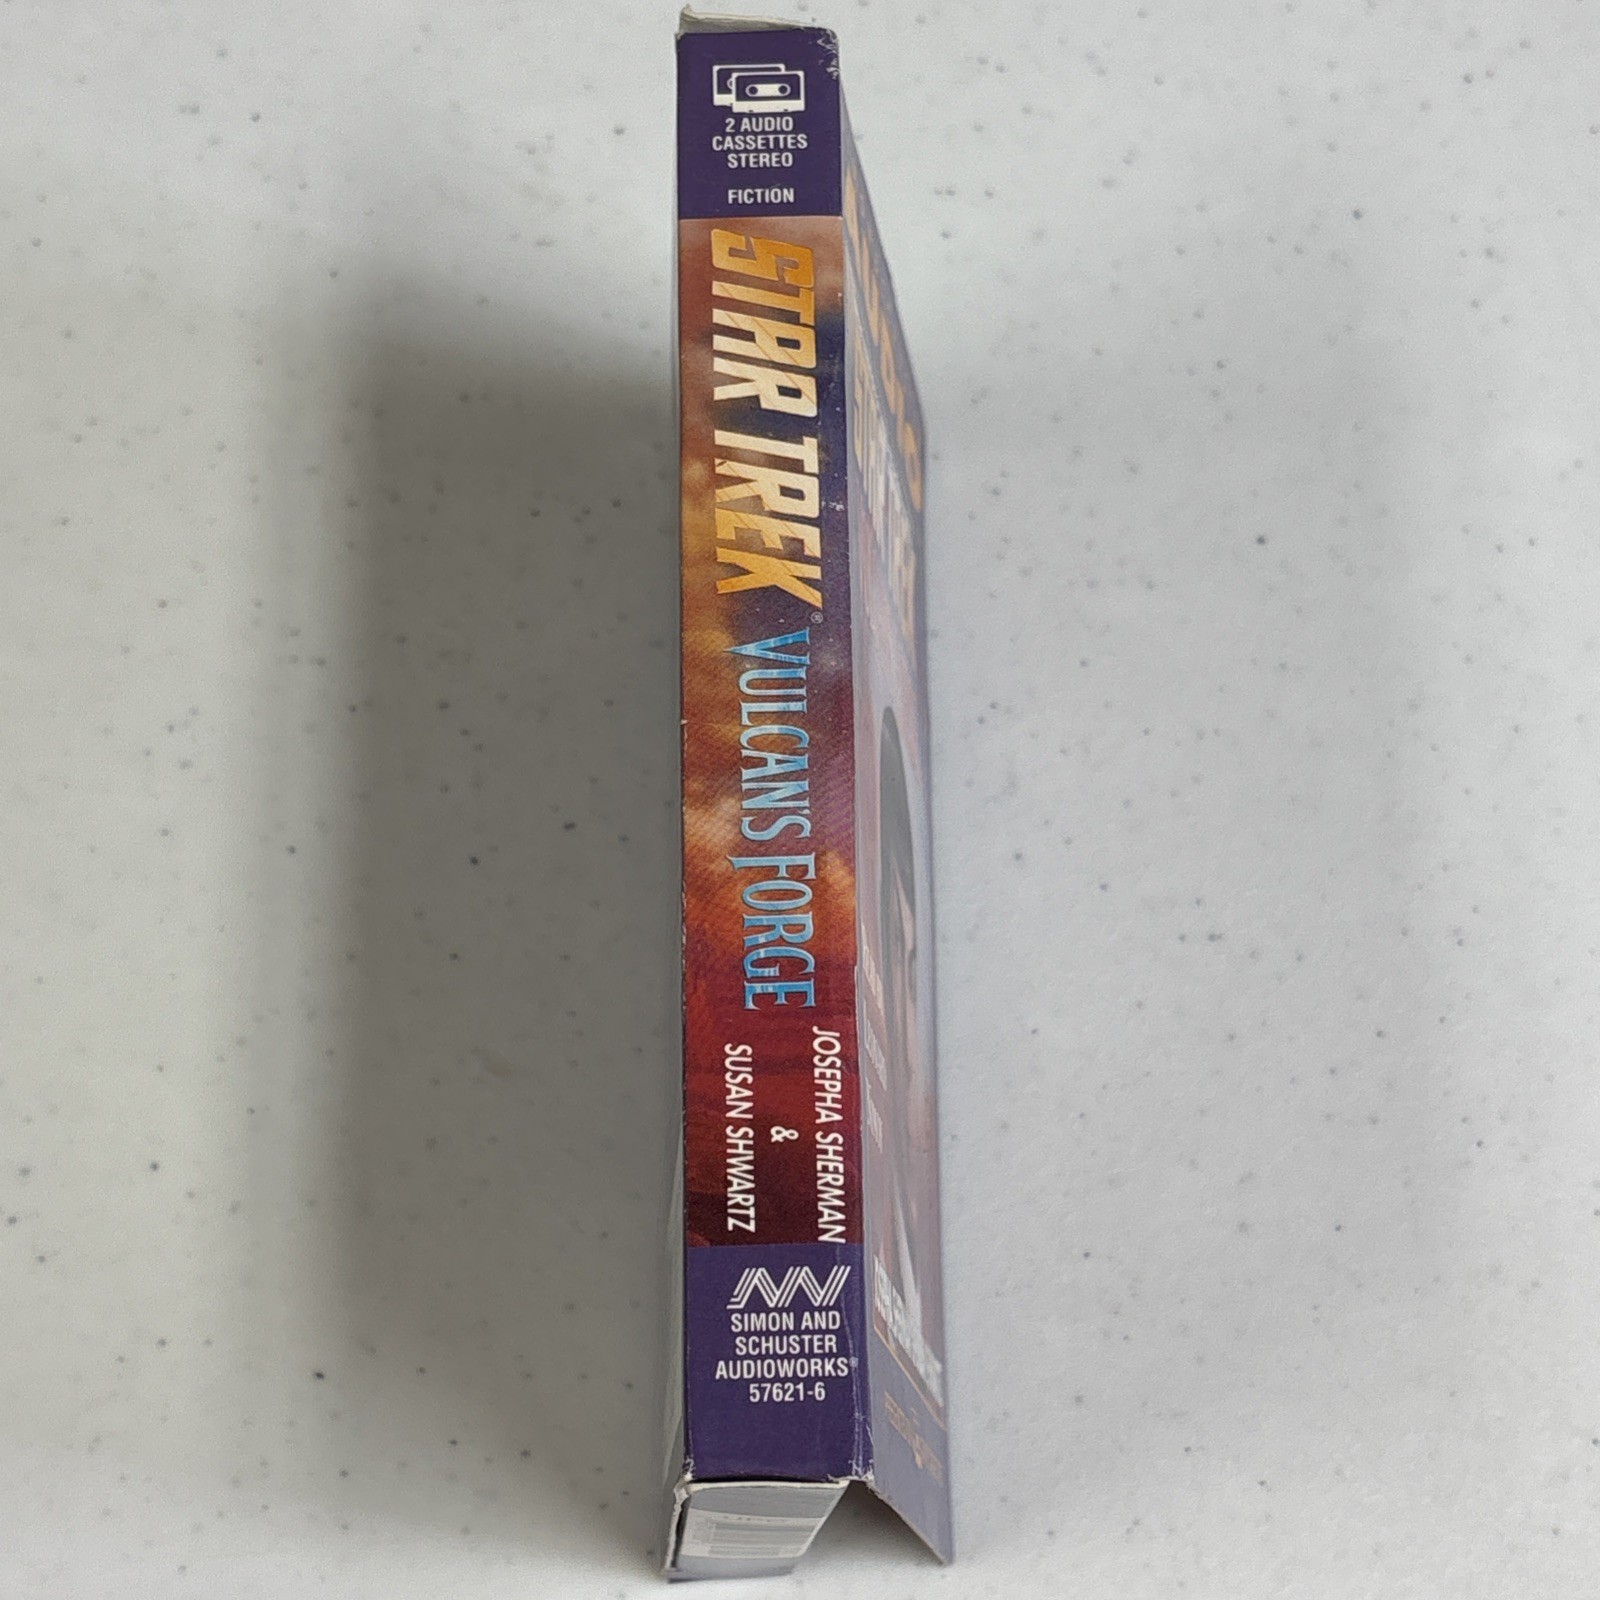 2 AUDIO
CASSETTES
STEREO
FICTION
STAR TREK®
VULCAN'S FORGE
JOSEPHA SHERMAN
&
SUSAN SHWARTZ
SIMON AND
SCHUSTER
AUDIOWORKS®
57621-6